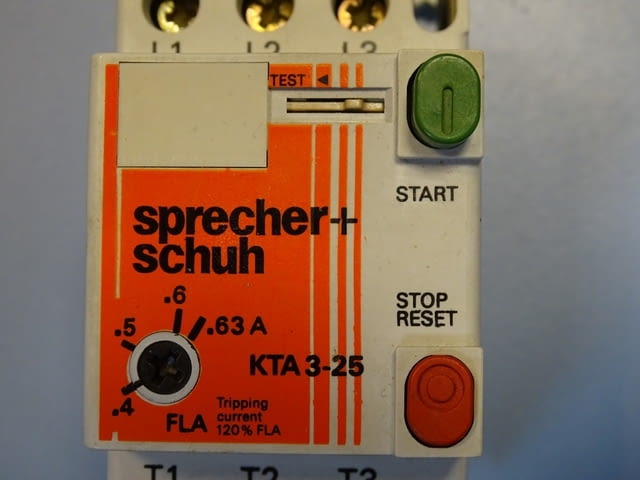 L1 L2 L3
TEST
START
sprecher+
schuh
STOP
RESET
.6
.5
.63 A
KTA 3-25
.4
FLA
Tripping
current
120% FLA
T1 T2 T3